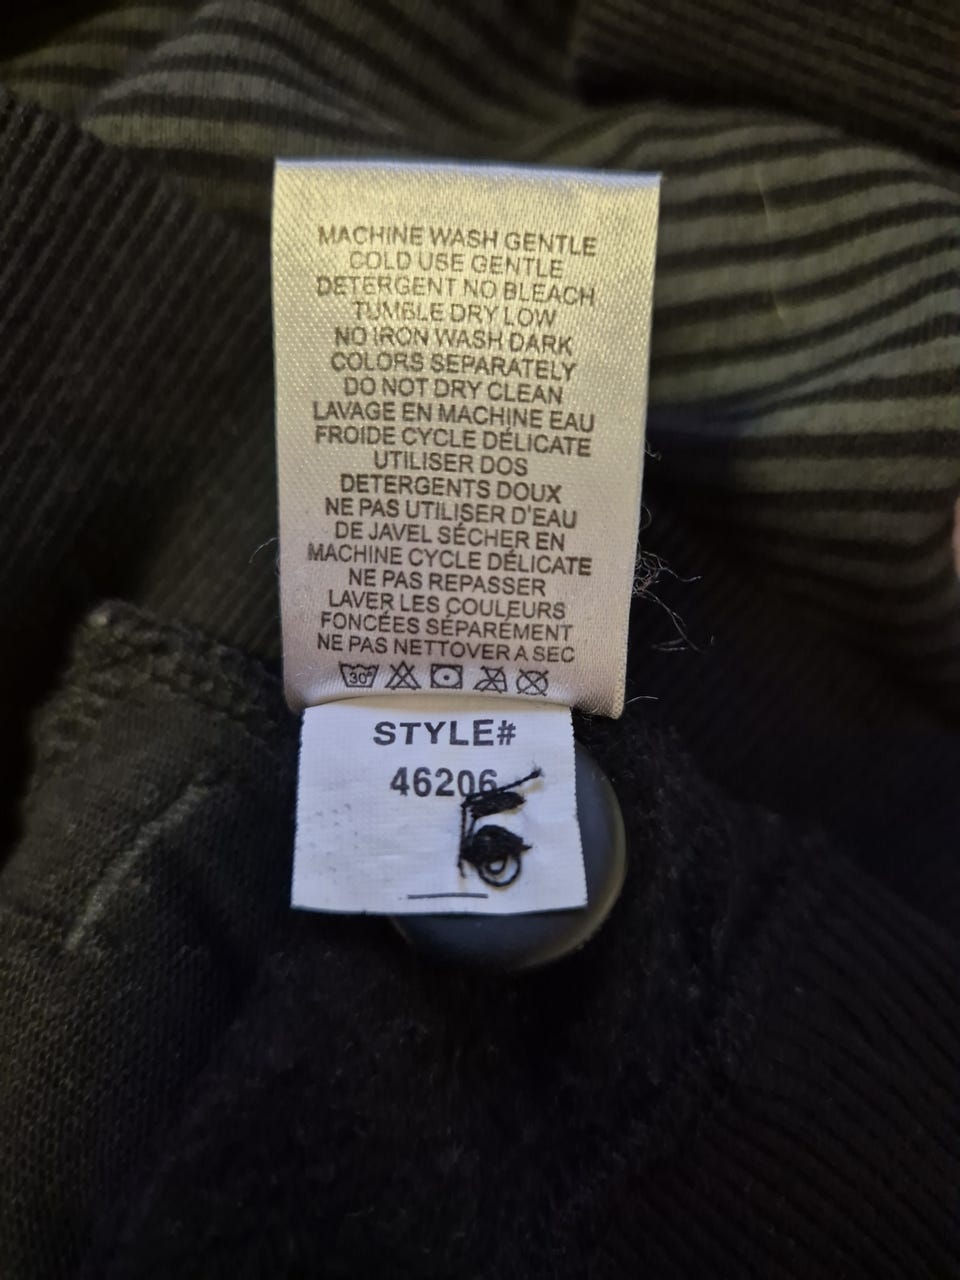 MACHINE WASH GENTLE
COLD USE GENTLE
DETERGENT NO BLEACH
TUMBLE DRY LOW
NO IRON WASH DARK
COLORS SEPARATELY
DO NOT DRY CLEAN
LAVAGE EN MACHINE EAU
FROIDE CYCLE DÉLICATE
UTILISER DOS
DETERGENTS DOUX
NE PAS UTILISER D'EAU
DE JAVEL SÉCHER EN
MACHINE CYCLE DÉLICATE
NE PAS REPASSER
LAVER LES COULEURS
FONCÉES SÉPARÉMENT
NE PAS NETTOVER A SEC
30°
STYLE#
46206